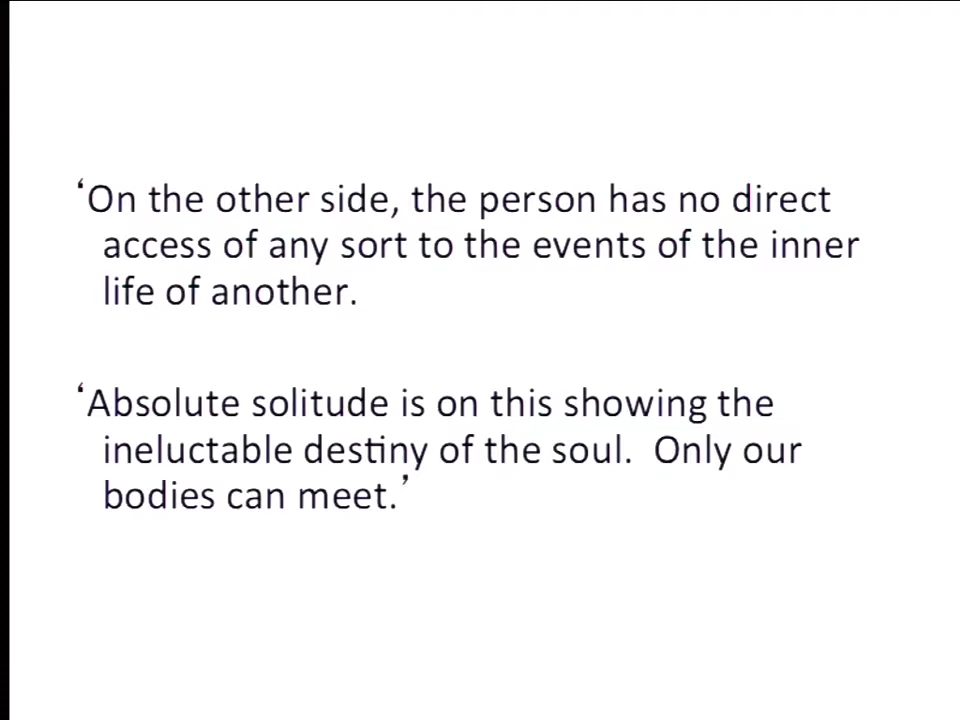 ‘On the other side, the person has no direct
access of any sort to the events of the inner
life of another.
‘Absolute solitude is on this showing the
ineluctable destiny of the soul.  Only our
bodies can meet.’